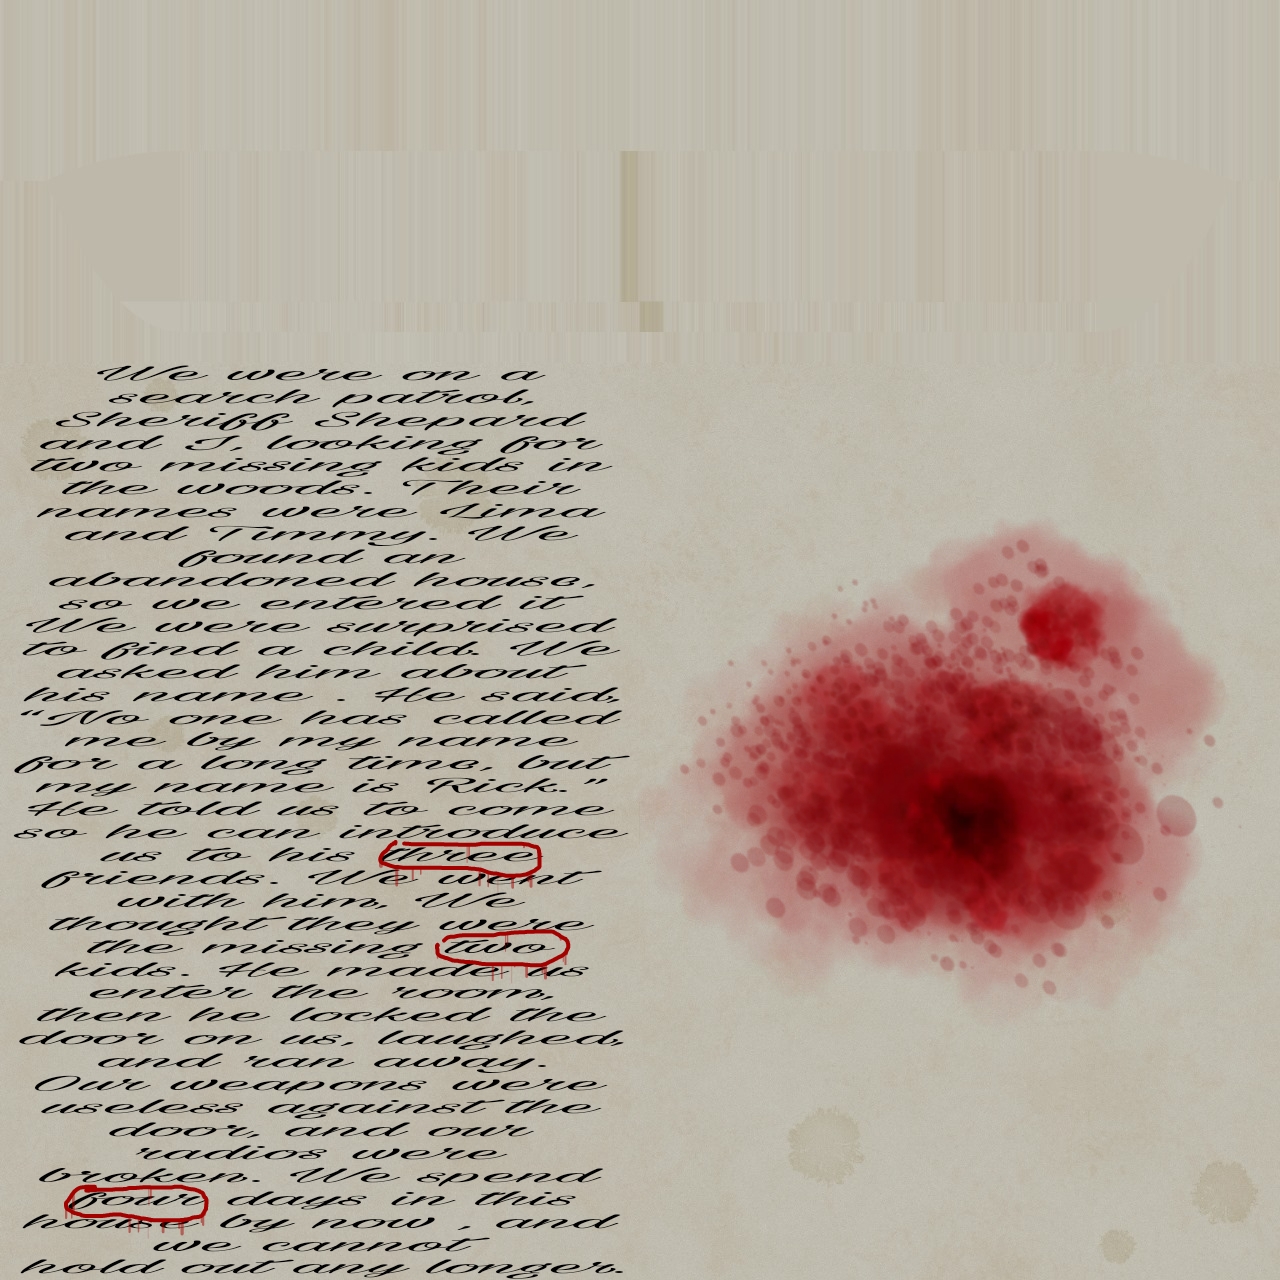 We were on a
search patrol,
Sheriff Shepard
and I, looking for
two missing kids in
the woods. Their
names were Lima
and Timmy. We
found an
abandoned house,
so we entered it
We were surprised
to find a child. We
asked him about
his name . He said,
“No one has called
me by my name
for a long time, but
my name is Rick.”
He told us to come
so he can introduce
us to his three
friends. We went
with him, We
thought they were
the missing two
kids. He made us
enter the room,
then he locked the
door on us, laughed,
and ran away.
Our weapons were
useless against the
door, and our
radios were
broken. We spend
four days in this
house by now , and
we cannot
hold out any longer.